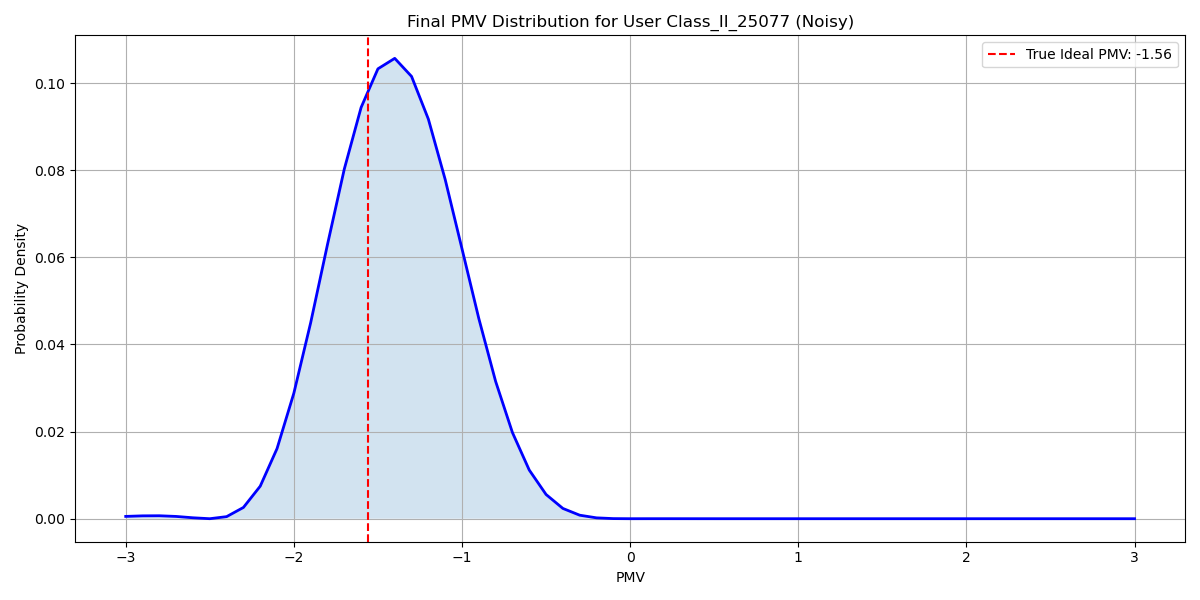 Final PMV Distribution for User Class_II_25077 (Noisy)
True Ideal PMV: -1.56
Probability Density
0.10
0.08
0.06
0.04
0.02
0.00
−3 −2 −1 0 1 2 3
PMV